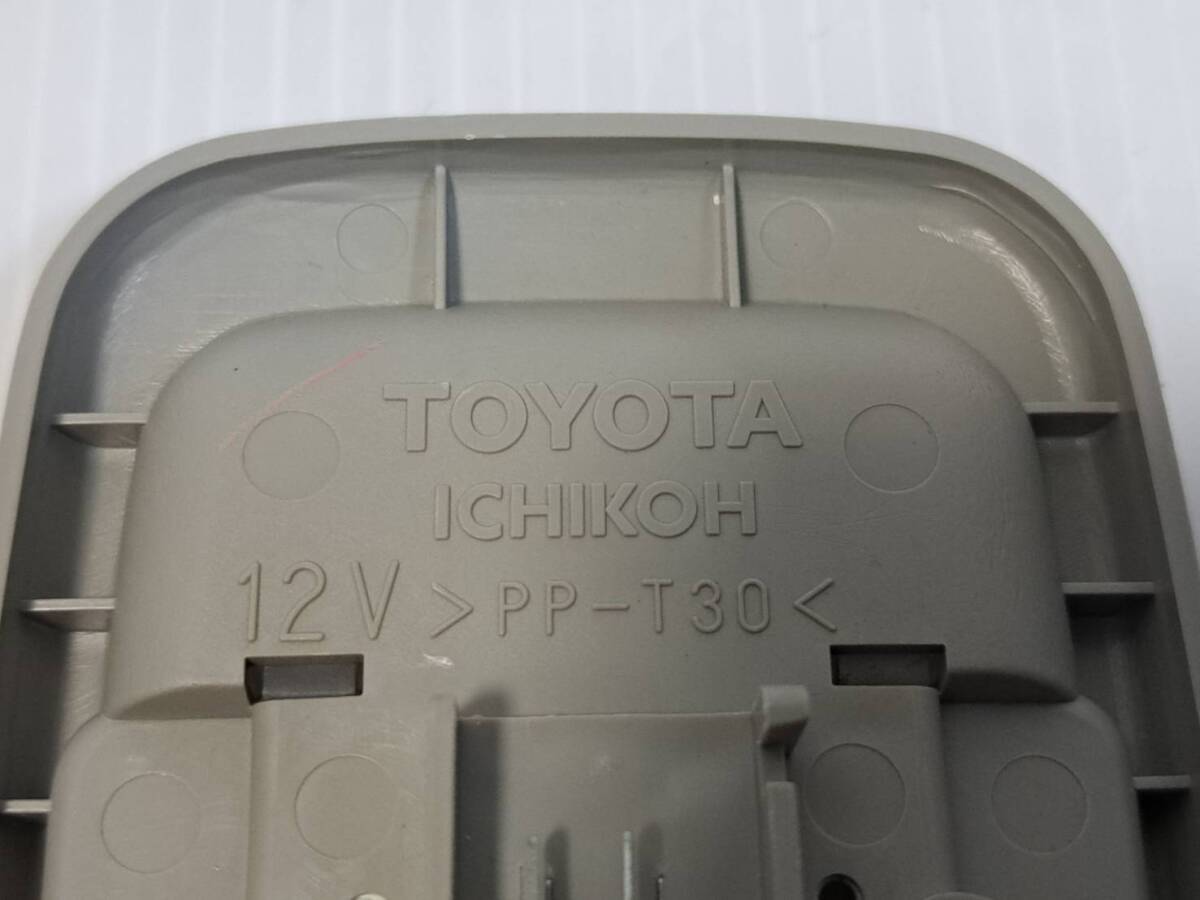 TOYOTA
ICHIKOH
12V >PP-T30<